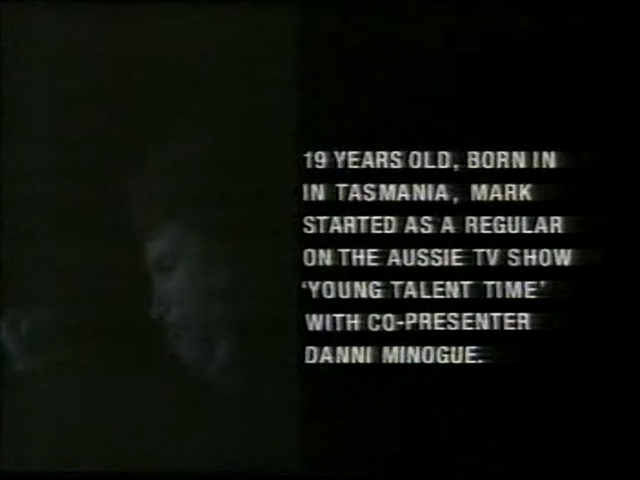 19 YEARS OLD, BORN IN
IN TASMANIA, MARK
STARTED AS A REGULAR
ON THE AUSSIE TV SHOW
'YOUNG TALENT TIME'
WITH CO-PRESENTER
DANNI MINOGUE.